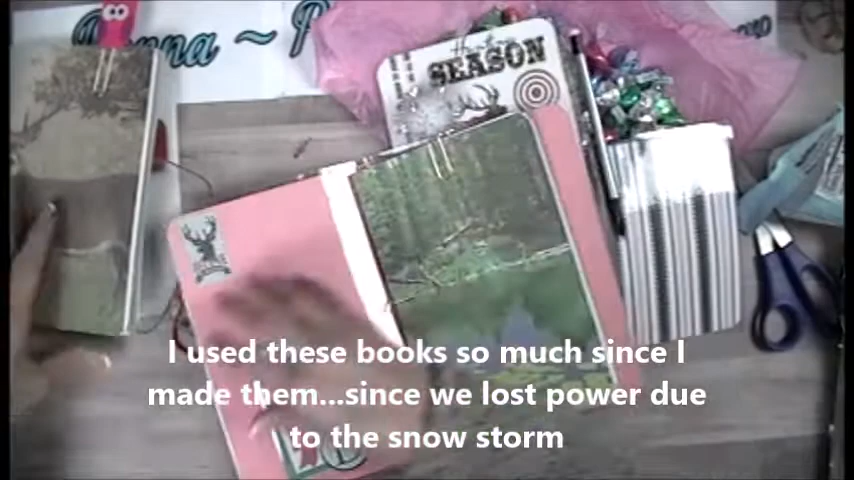 SEASON
I used these books so much since I
made them...since we lost power due
to the snow storm